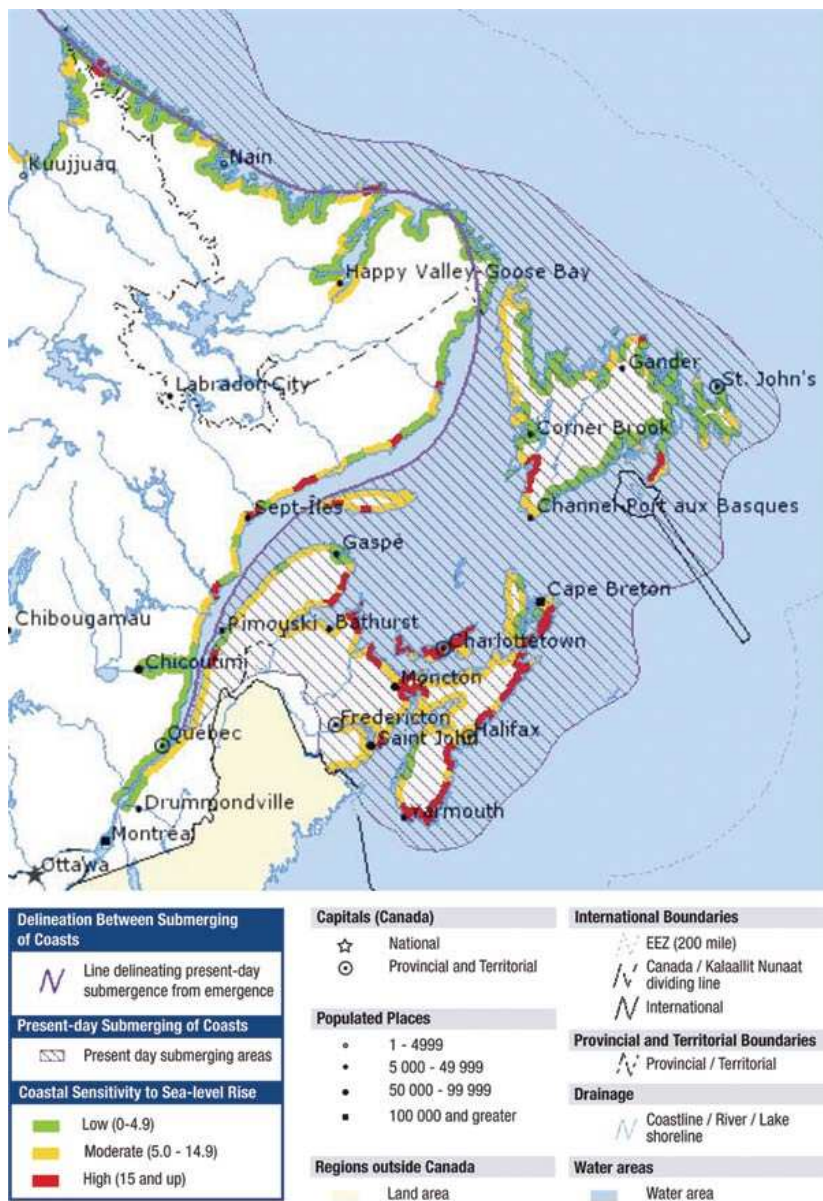 Kuujjuaq
Nain
Happy Valley-Goose Bay
Labrador City
Gander
St. John's
Corner Brook
Sept-Îles
Channel-Port aux Basques
Gaspé
Cape Breton
Chibougamau
Rimouski
Bathurst
Charlottetown
Chicoutimi
Moncton
Fredericton
Québec
Saint John
Halifax
Drummondville
Yarmouth
Montréal
Ottawa
Delineation Between Submerging
of Coasts
Line delineating present-day
submergence from emergence
Present-day Submerging of Coasts
Present day submerging areas
Coastal Sensitivity to Sea-level Rise
Low (0-4.9)
Moderate (5.0 - 14.9)
High (15 and up)
Capitals (Canada)
National
Provincial and Territorial
Populated Places
1 - 4999
5 000 - 49 999
50 000 - 99 999
100 000 and greater
Regions outside Canada
Land area
International Boundaries
EEZ (200 mile)
Canada / Kalaallit Nunaat
dividing line
International
Provincial and Territorial Boundaries
Provincial / Territorial
Drainage
Coastline / River / Lake
shoreline
Water areas
Water area